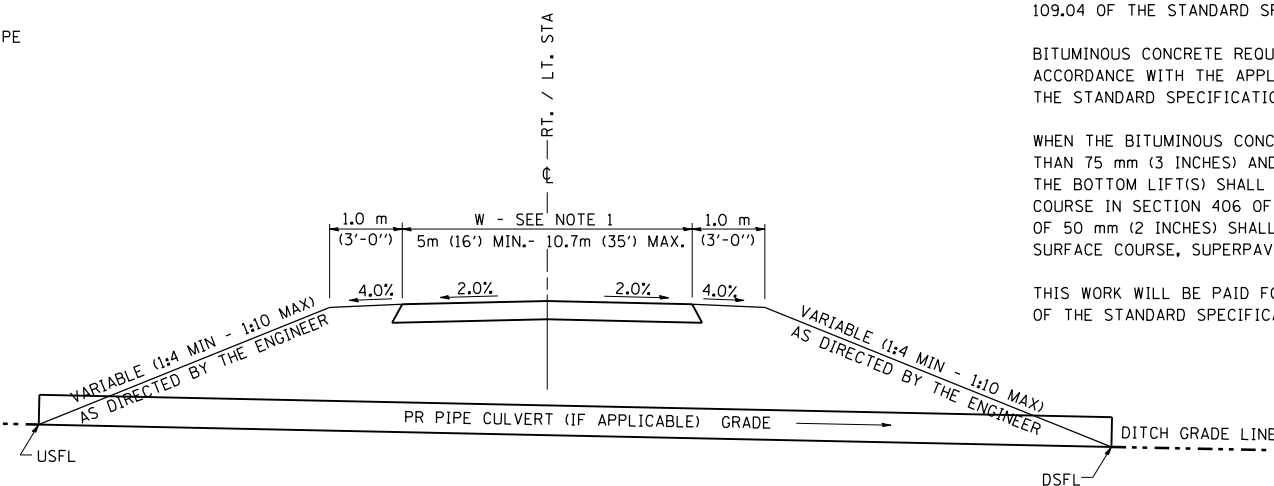 PE
RT. / LT. STA
℄
1.0 m
(3'-0'')
W - SEE NOTE 1
5m (16') MIN.- 10.7m (35') MAX.
1.0 m
(3'-0'')
4.0%
2.0%
2.0%
4.0%
VARIABLE (1:4 MIN - 1:10 MAX)
AS DIRECTED BY THE ENGINEER
VARIABLE (1:4 MIN - 1:10 MAX)
AS DIRECTED BY THE ENGINEER
PR PIPE CULVERT (IF APPLICABLE) GRADE
USFL
DSFL
DITCH GRADE LINE
109.04 OF THE STANDARD SP
BITUMINOUS CONCRETE REQU
ACCORDANCE WITH THE APPL
THE STANDARD SPECIFICATIO
WHEN THE BITUMINOUS CONC
THAN 75 mm (3 INCHES) AND
THE BOTTOM LIFT(S) SHALL
COURSE IN SECTION 406 OF
OF 50 mm (2 INCHES) SHALL
SURFACE COURSE, SUPERPAV
THIS WORK WILL BE PAID FO
OF THE STANDARD SPECIFICA